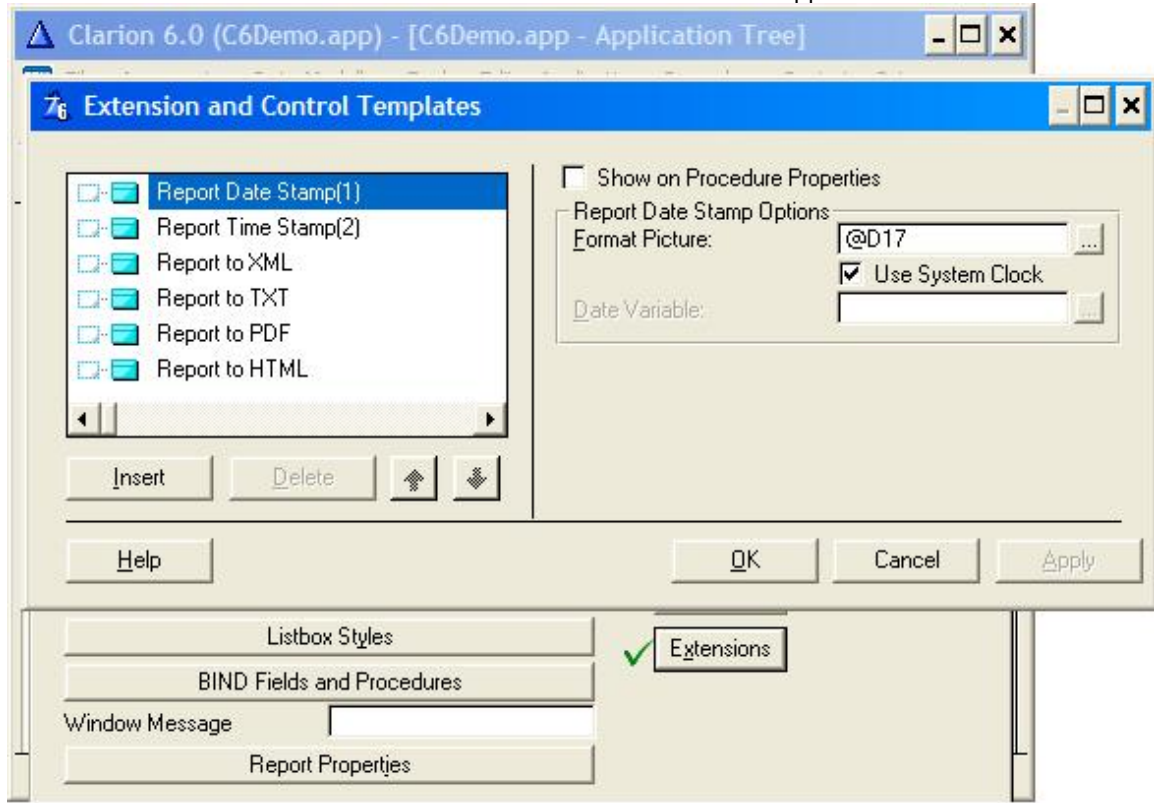 Clarion 6.0 (C6Demo.app) - [C6Demo.app - Application Tree]
Extension and Control Templates
Report Date Stamp(1)
Report Time Stamp(2)
Report to XML
Report to TXT
Report to PDF
Report to HTML
Insert
Delete
Show on Procedure Properties
Report Date Stamp Options
Format Picture: @D17 ...
Use System Clock
Date Variable: ...
Help
OK
Cancel
Apply
Listbox Styles
Extensions
BIND Fields and Procedures
Window Message
Report Properties